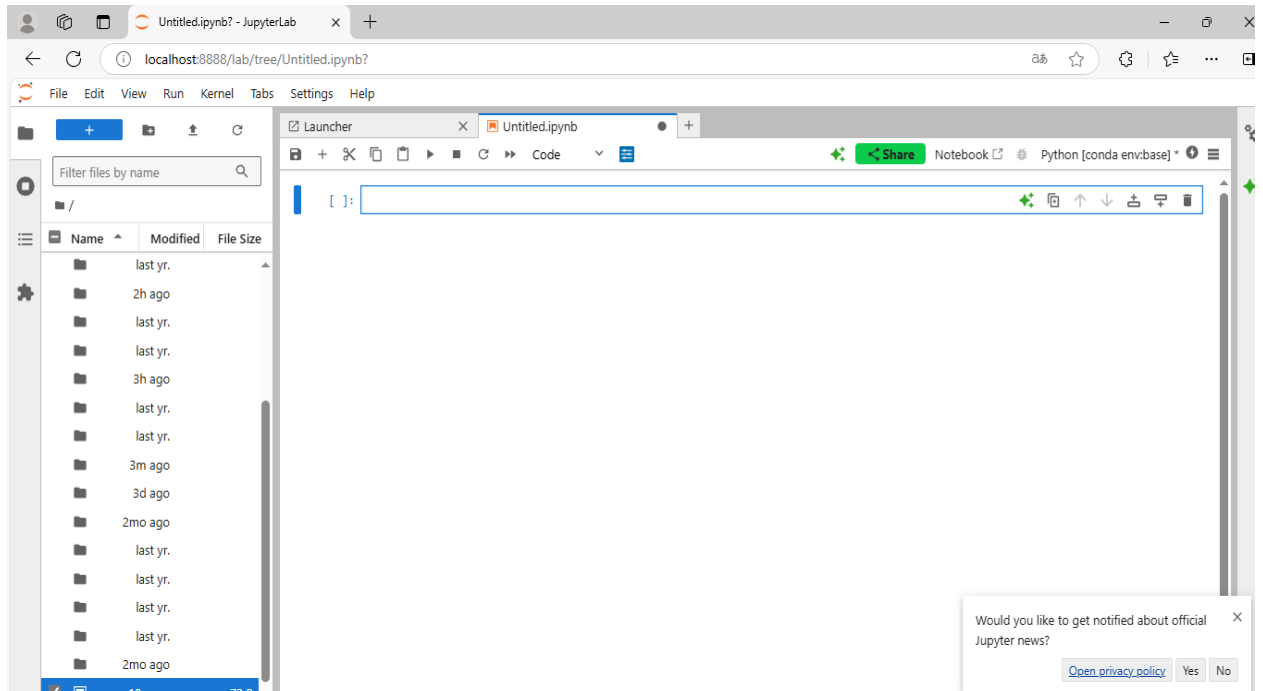 Untitled.ipynb? - JupyterLab
localhost:8888/lab/tree/Untitled.ipynb?
File Edit View Run Kernel Tabs Settings Help
Launcher
Untitled.ipynb
Code
Share
Notebook
Python [conda env:base] *
Filter files by name
/
Name Modified File Size
[ ]:
last yr.
2h ago
last yr.
last yr.
3h ago
last yr.
last yr.
3m ago
3d ago
2mo ago
last yr.
last yr.
last yr.
last yr.
2mo ago
Would you like to get notified about official
Jupyter news?
Open privacy policy Yes No